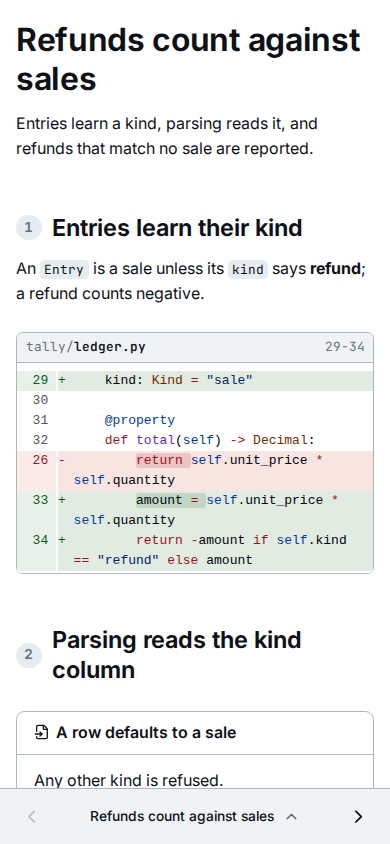 Refunds count against
sales
Entries learn a kind, parsing reads it, and
refunds that match no sale are reported.
1 Entries learn their kind
An Entry is a sale unless its kind says refund;
a refund counts negative.
tally/ledger.py 29-34
29 + kind: Kind = "sale"
30
31 @property
32 def total(self) -> Decimal:
26 - return self.unit_price *
self.quantity
33 + amount = self.unit_price *
self.quantity
34 + return -amount if self.kind
== "refund" else amount
2 Parsing reads the kind
column
A row defaults to a sale
Any other kind is refused.
Refunds count against sales